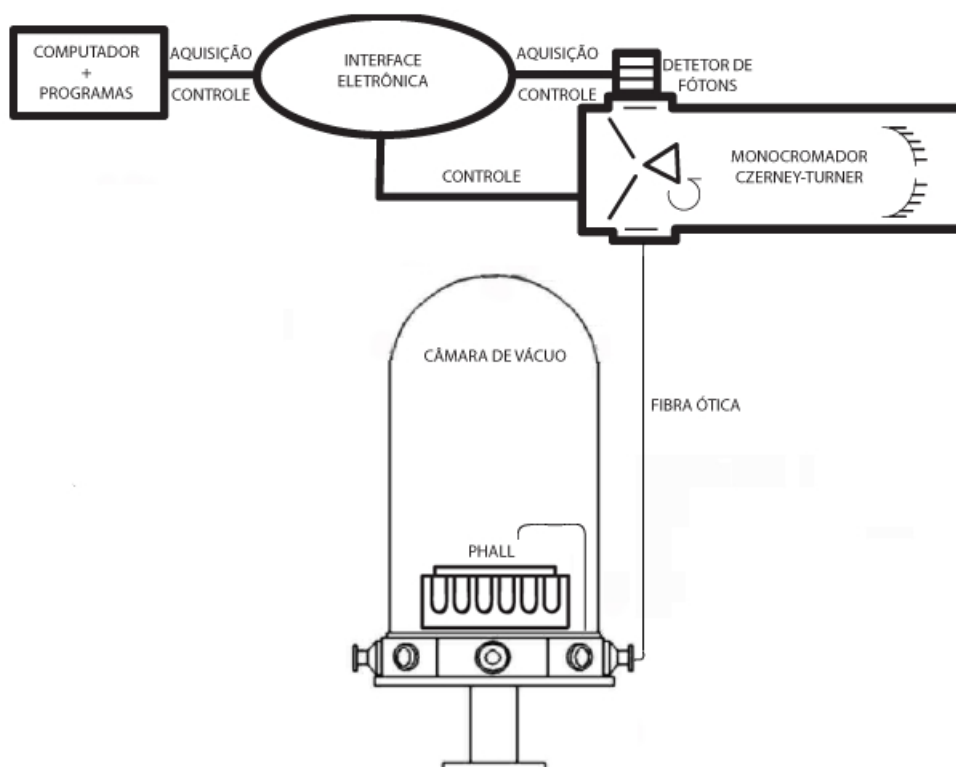 COMPUTADOR
+
PROGRAMAS
AQUISIÇÃO
CONTROLE
INTERFACE
ELETRÔNICA
AQUISIÇÃO
CONTROLE
DETETOR DE
FÓTONS
MONOCROMADOR
CZERNEY-TURNER
CONTROLE
CÂMARA DE VÁCUO
FIBRA ÓTICA
PHALL